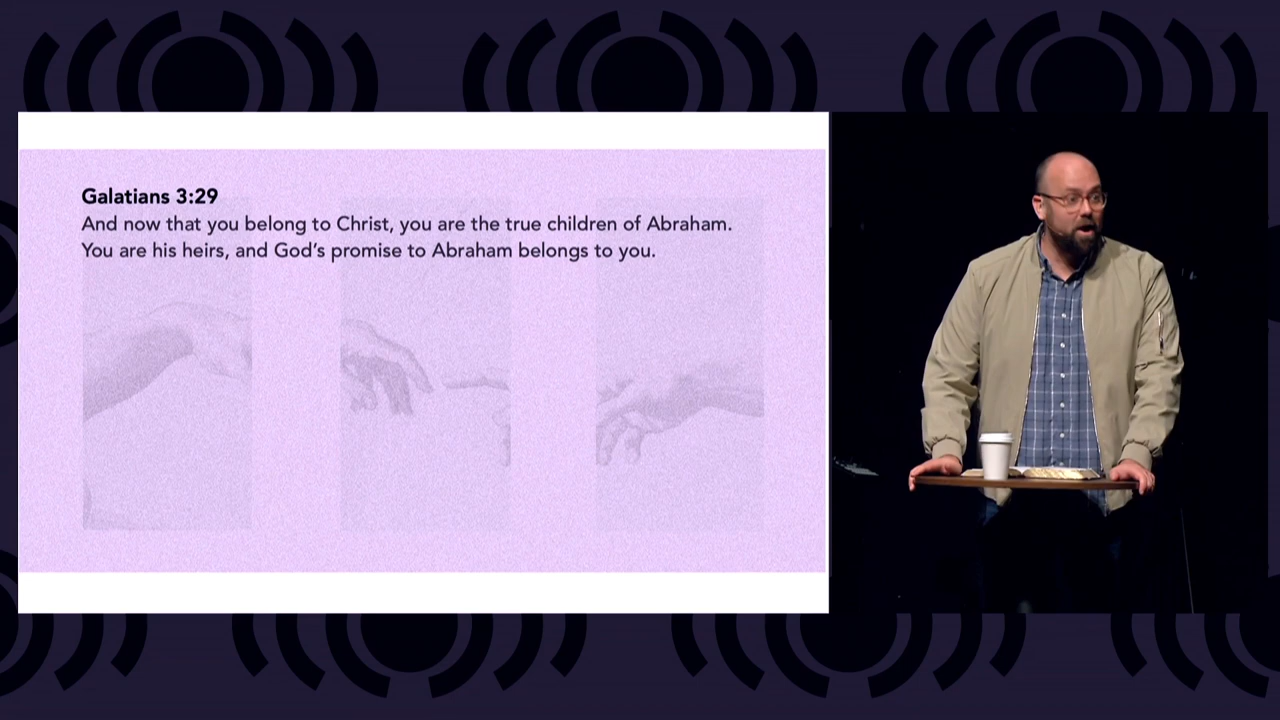 Galatians 3:29
And now that you belong to Christ, you are the true children of Abraham.
You are his heirs, and God's promise to Abraham belongs to you.